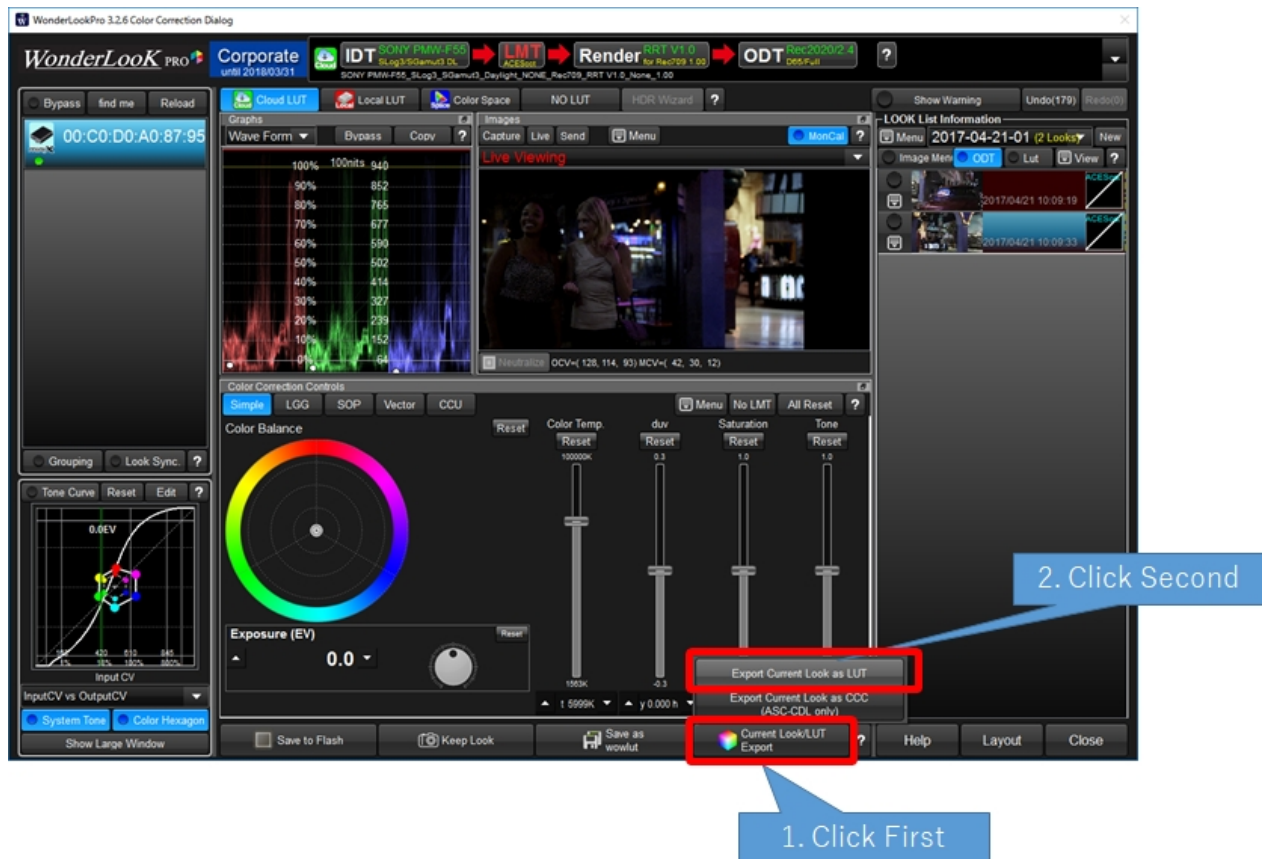 WonderLookPro 3.2.6 Color Correction Dialog
WonderLooK PRO
Corporate
until 2018/03/31
Cloud
IDT SONY PMW-F55
SLog3/SGamut3 DL
LMT
ACEScct
Render RRT V1.0
for Rec709 1.00
ODT Rec2020/2.4
D65/Full
?
SONY PMW-F55_SLog3_SGamut3_Daylight_NONE_Rec709_RRT V1.0_None_1.00
Bypass find me Reload
00:C0:D0:A0:87:95
Grouping Look Sync. ?
Cloud LUT Local LUT Color Space NO LUT HDR Wizard ?
Graphs
Wave Form Bypass Copy ?
100% 100nits 940
90% 852
80% 765
70% 677
60% 590
50% 502
40% 414
30% 327
20% 239
10% 152
0% 64
Images
Capture Live Send Menu MonCal ?
Live Viewing
Neutralize OCV=( 128, 114, 93) MCV=( 42, 30, 12)
Show Warning Undo(179) Redo(0)
LOOK List Information
Menu 2017-04-21-01 (2 Looks) New
Image Menu ODT Lut View ?
ACEScct
2017/04/21 10:09:19
ACEScct
2017/04/21 10:09:33
Color Correction Controls
Simple LGG SOP Vector CCU Menu No LMT All Reset ?
Color Balance Reset
Color Temp. duv Saturation Tone
Reset Reset Reset Reset
100000K 0.3 1.0 1.0
1563K -0.3
t 5999K y 0.000 h
Exposure (EV) Reset
0.0
Tone Curve Reset Edit ?
0.0EV
Input CV
InputCV vs OutputCV
System Tone Color Hexagon
Show Large Window
Export Current Look as LUT
Export Current Look as CCC
(ASC-CDL only)
Save to Flash Keep Look
Save as
wowlut
Current Look/LUT
Export
?
Help Layout Close
2. Click Second
1. Click First